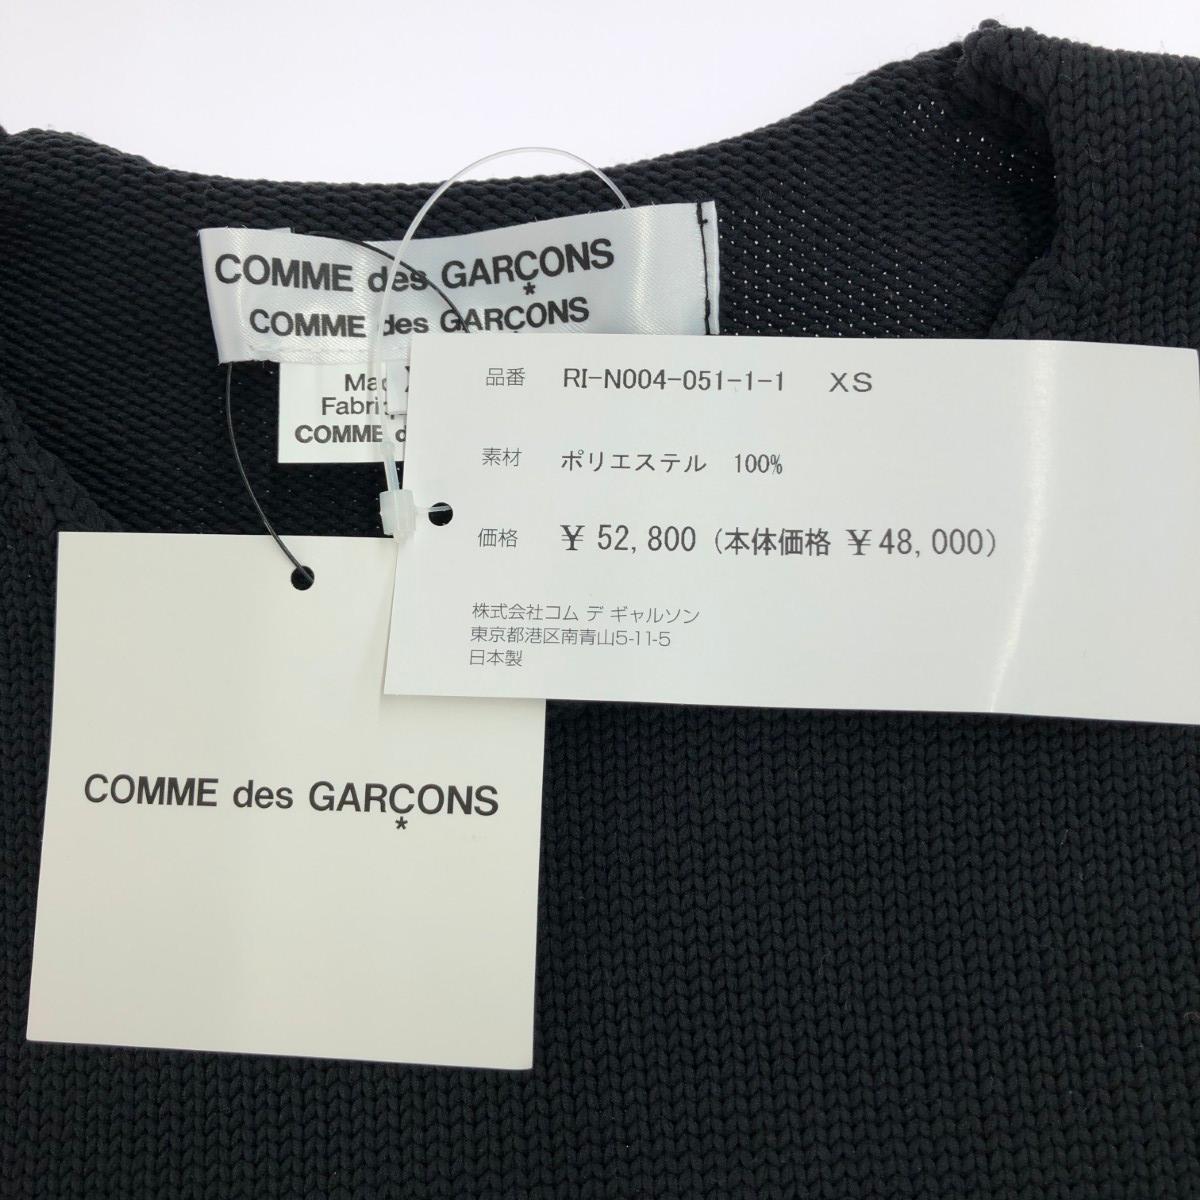 COMME des GARÇONS
*
COMME des GARÇONS
COMME
品番 RI-N004-051-1-1 XS
素材 ポリエステル 100%
価格 ¥ 52,800 (本体価格 ¥48,000)
株式会社コム デ ギャルソン
東京都港区南青山5-11-5
日本製
COMME des GARÇONS
*